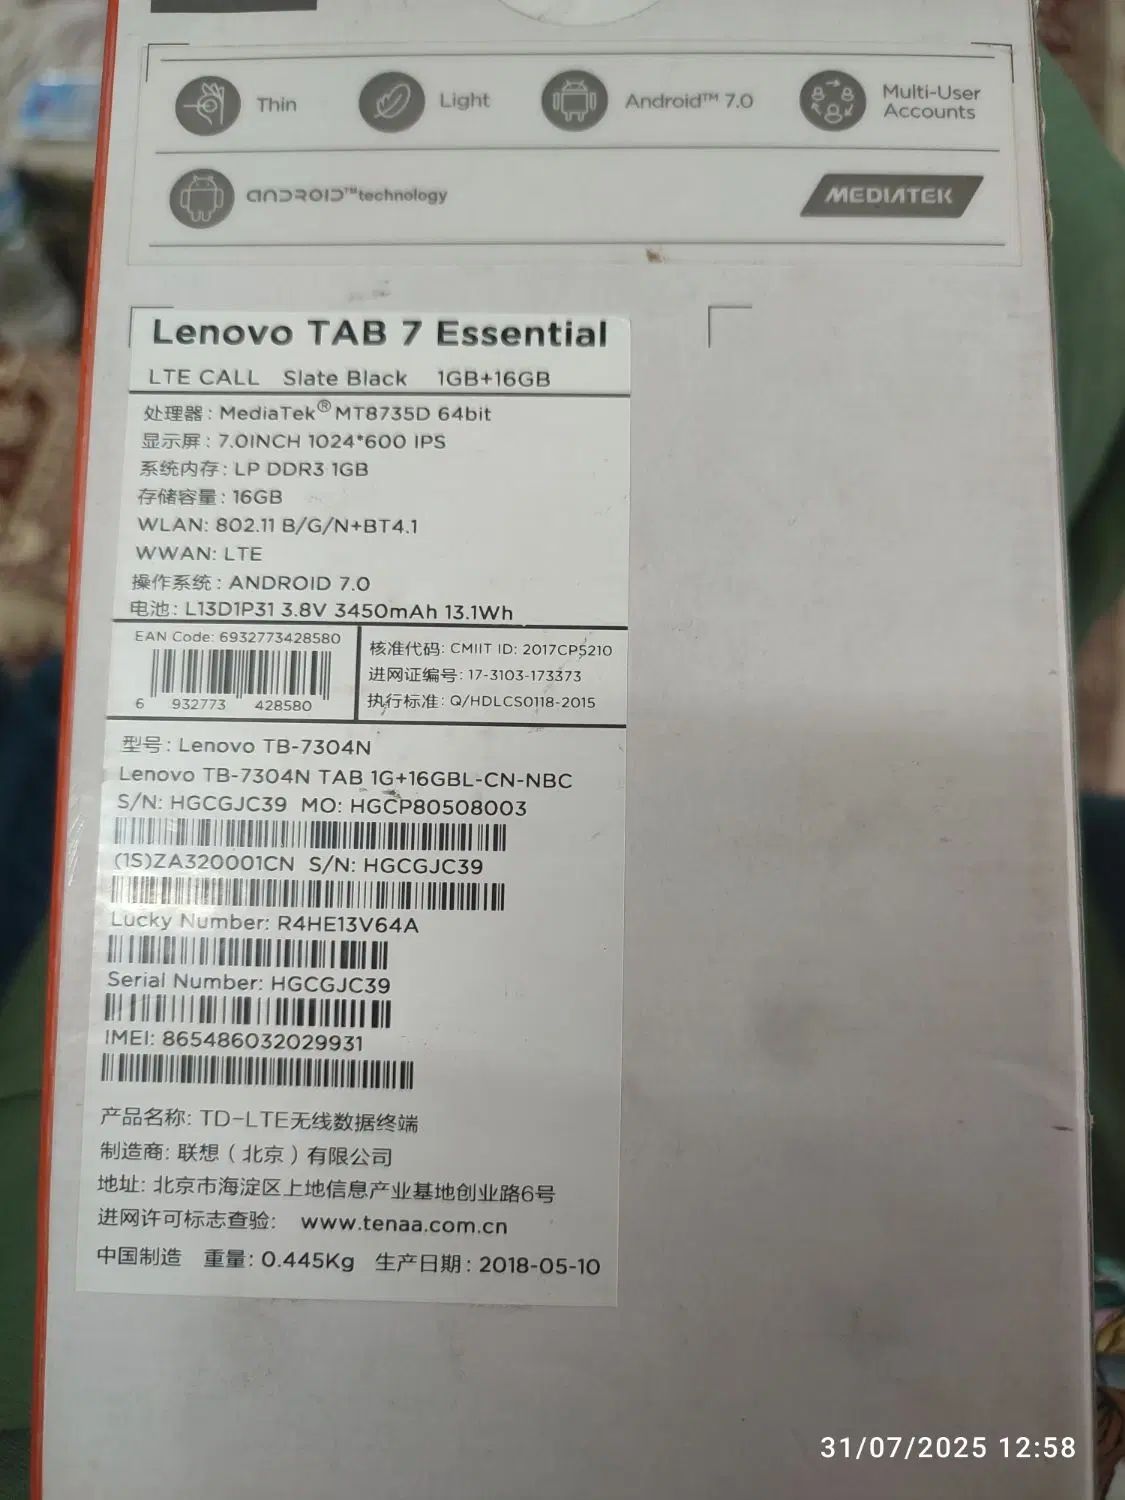 Thin
Light
Android™ 7.0
Multi-User
Accounts
ANDROID™technology
MEDIATEK
Lenovo TAB 7 Essential
LTE CALL Slate Black 1GB+16GB
处理器: MediaTek® MT8735D 64bit
显示屏: 7.0INCH 1024*600 IPS
系统内存: LP DDR3 1GB
存储容量: 16GB
WLAN: 802.11 B/G/N+BT4.1
WWAN: LTE
操作系统: ANDROID 7.0
电池: L13D1P31 3.8V 3450mAh 13.1Wh
EAN Code: 6932773428580
6 932773 428580
核准代码: CMIIT ID: 2017CP5210
进网证编号: 17-3103-173373
执行标准: Q/HDLCS0118-2015
型号: Lenovo TB-7304N
Lenovo TB-7304N TAB 1G+16GBL-CN-NBC
S/N: HGCGJC39 MO: HGCP80508003
(1S)ZA320001CN S/N: HGCGJC39
Lucky Number: R4HE13V64A
Serial Number: HGCGJC39
IMEI: 865486032029931
产品名称: TD-LTE无线数据终端
制造商: 联想（北京）有限公司
地址: 北京市海淀区上地信息产业基地创业路6号
进网许可标志查验: www.tenaa.com.cn
中国制造 重量: 0.445Kg 生产日期: 2018-05-10
31/07/2025 12:58